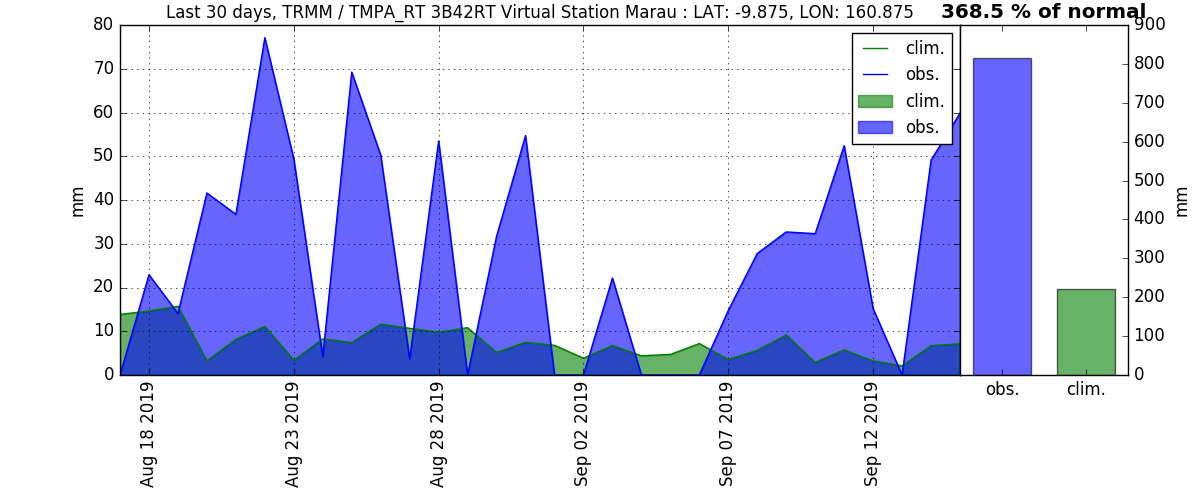 Last 30 days, TRMM / TMPA_RT 3B42RT Virtual Station Marau : LAT: -9.875, LON: 160.875
368.5 % of normal
80
70
60
50
40
30
20
10
0
mm
clim.
obs.
clim.
obs.
Aug 18 2019
Aug 23 2019
Aug 28 2019
Sep 02 2019
Sep 07 2019
Sep 12 2019
900
800
700
600
500
400
300
200
100
0
mm
obs.
clim.